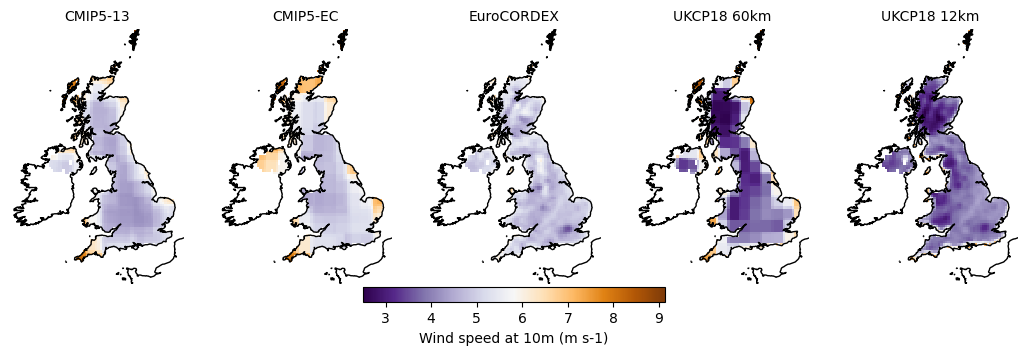 CMIP5-13 CMIP5-EC EuroCORDEX UKCP18 60km UKCP18 12km
3 4 5 6 7 8 9
Wind speed at 10m (m s-1)